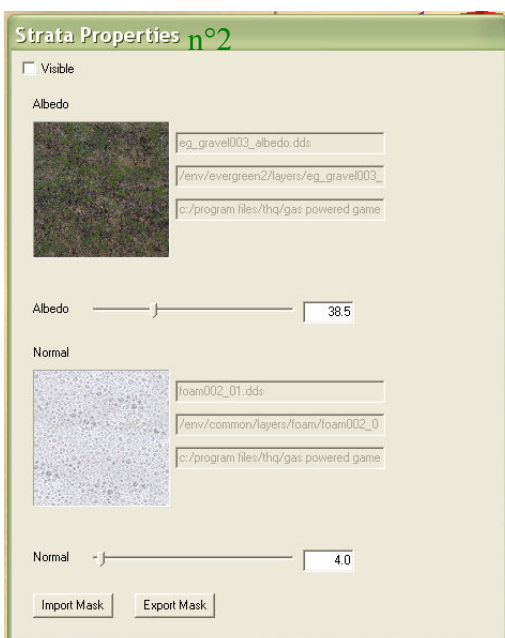 Strata Properties n°2
Visible
Albedo
eg_gravel003_albedo.dds
/env/evergreen2/layers/eg_gravel003_
c:/program files/thq/gas powered game
Albedo 38.5
Normal
foam002_01.dds
/env/common/layers/foam/foam002_0
c:/program files/thq/gas powered game
Normal 4.0
Import Mask Export Mask